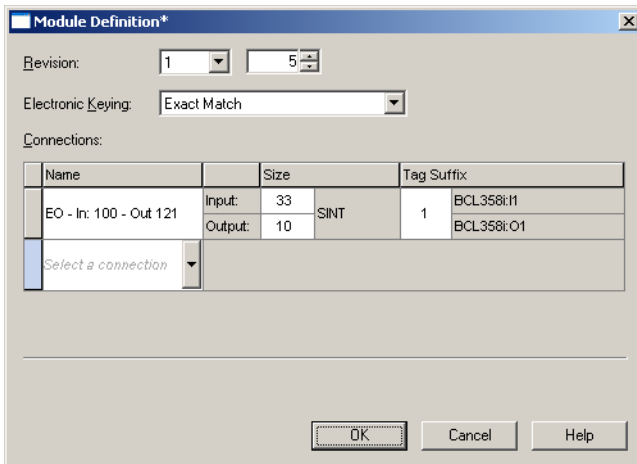 Module Definition*
Revision: 1 5
Electronic Keying: Exact Match
Connections:
Name Size Tag Suffix
EO - In: 100 - Out 121 Input: 33 SINT 1 BCL358i:I1
Output: 10 BCL358i:O1
Select a connection
OK Cancel Help